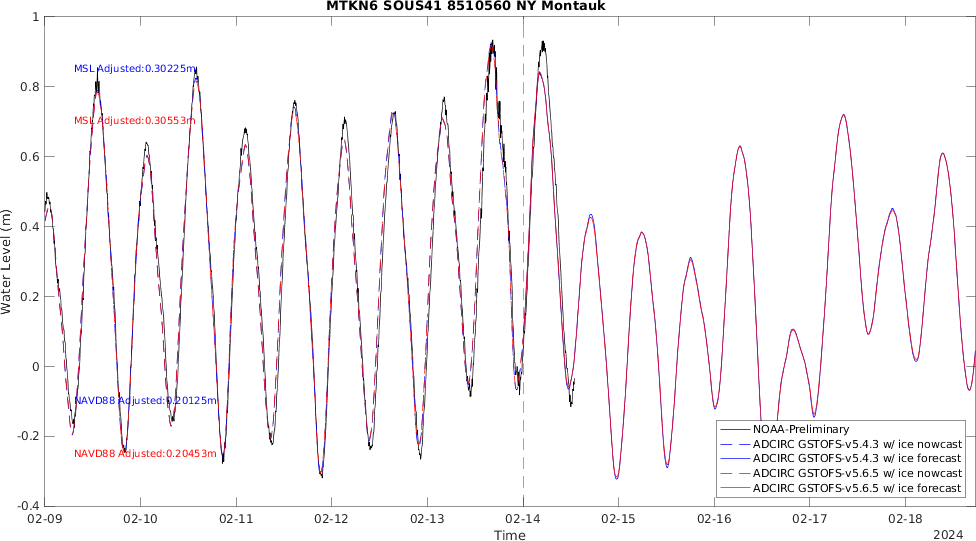 MTKN6 SOUS41 8510560 NY Montauk
Water Level (m)
1
0.8
0.6
0.4
0.2
0
-0.2
-0.4
MSL Adjusted:0.30225m
MSL Adjusted:0.30553m
NAVD88 Adjusted:0.20125m
NAVD88 Adjusted:0.20453m
NOAA-Preliminary
ADCIRC GSTOFS-v5.4.3 w/ ice nowcast
ADCIRC GSTOFS-v5.4.3 w/ ice forecast
ADCIRC GSTOFS-v5.6.5 w/ ice nowcast
ADCIRC GSTOFS-v5.6.5 w/ ice forecast
02-09 02-10 02-11 02-12 02-13 02-14 02-15 02-16 02-17 02-18
Time
2024